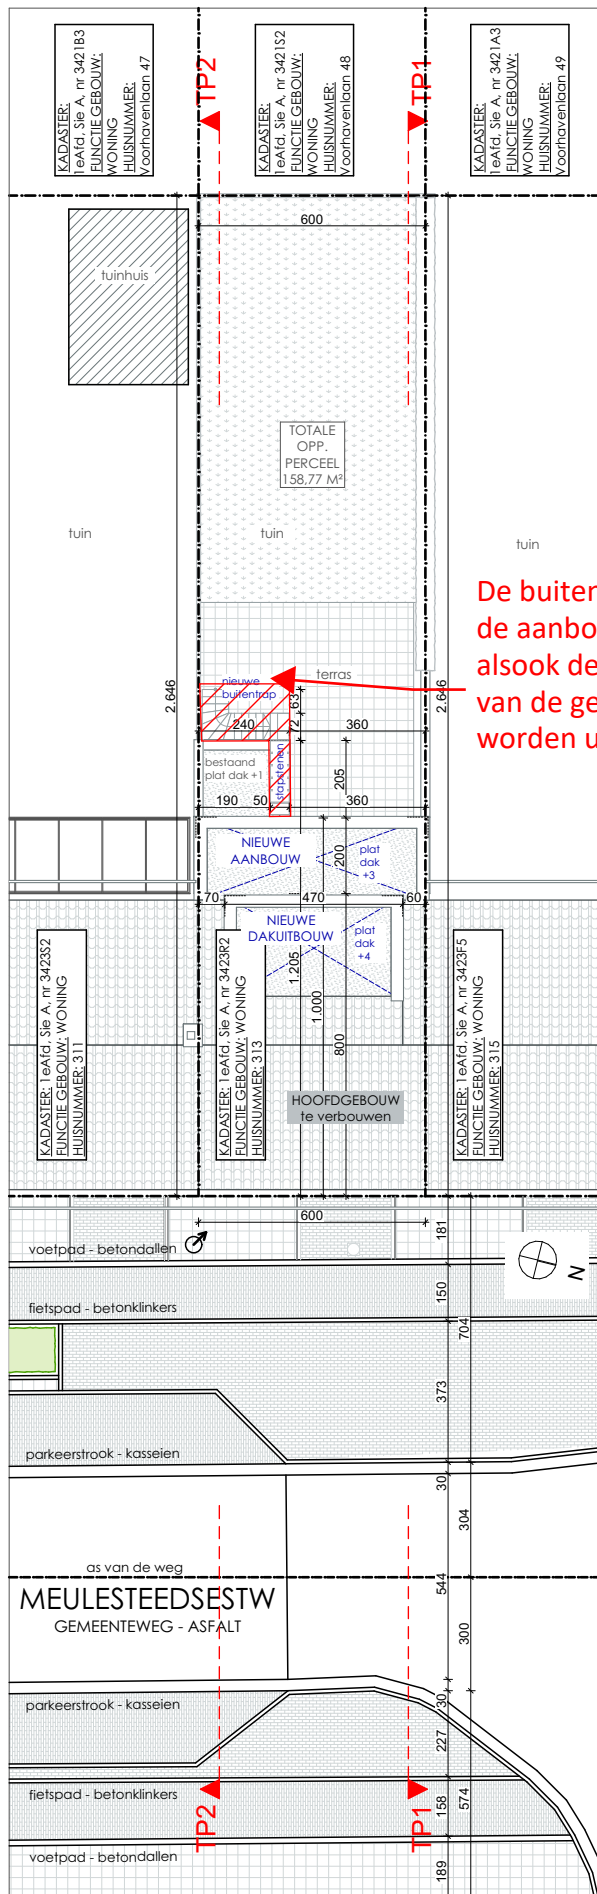 KADASTER:
1eAfd, Sie A, nr 3421B3
FUNCTIE GEBOUW:
WONING
HUISNUMMER:
Voorhavenlaan 47
TP2
KADASTER:
1eAfd, Sie A, nr 3421S2
FUNCTIE GEBOUW:
WONING
HUISNUMMER:
Voorhavenlaan 48
TP1
KADASTER:
1eAfd, Sie A, nr 3421A3
FUNCTIE GEBOUW:
WONING
HUISNUMMER:
Voorhavenlaan 49
600
tuinhuis
TOTALE
OPP.
PERCEEL
158,77 M²
tuin
tuin
tuin
De buiten
de aanbo
alsook de
van de ge
worden u
terras
nieuwe
buitentrap
2.646
2.646
63
72
240
360
bestaand
plat dak +1
stapstenen
205
190
50
360
NIEUWE
AANBOUW
plat
dak
+3
200
70
470
60
NIEUWE
DAKUITBOUW
plat
dak
+4
1.205
1.000
800
KADASTER: 1eAfd, Sie A, nr 3423S2
FUNCTIE GEBOUW: WONING
HUISNUMMER: 311
KADASTER: 1eAfd, Sie A, nr 3423R2
FUNCTIE GEBOUW: WONING
HUISNUMMER: 313
KADASTER: 1eAfd, Sie A, nr 3423F5
FUNCTIE GEBOUW: WONING
HUISNUMMER: 315
HOOFDGEBOUW
te verbouwen
600
181
voetpad - betondallen
N
150
fietspad - betonklinkers
704
373
parkeerstrook - kasseien
30
304
as van de weg
544
MEULESTEEDSESTW
GEMEENTEWEG - ASFALT
300
parkeerstrook - kasseien
30
227
fietspad - betonklinkers
TP2
TP1
158
574
voetpad - betondallen
189